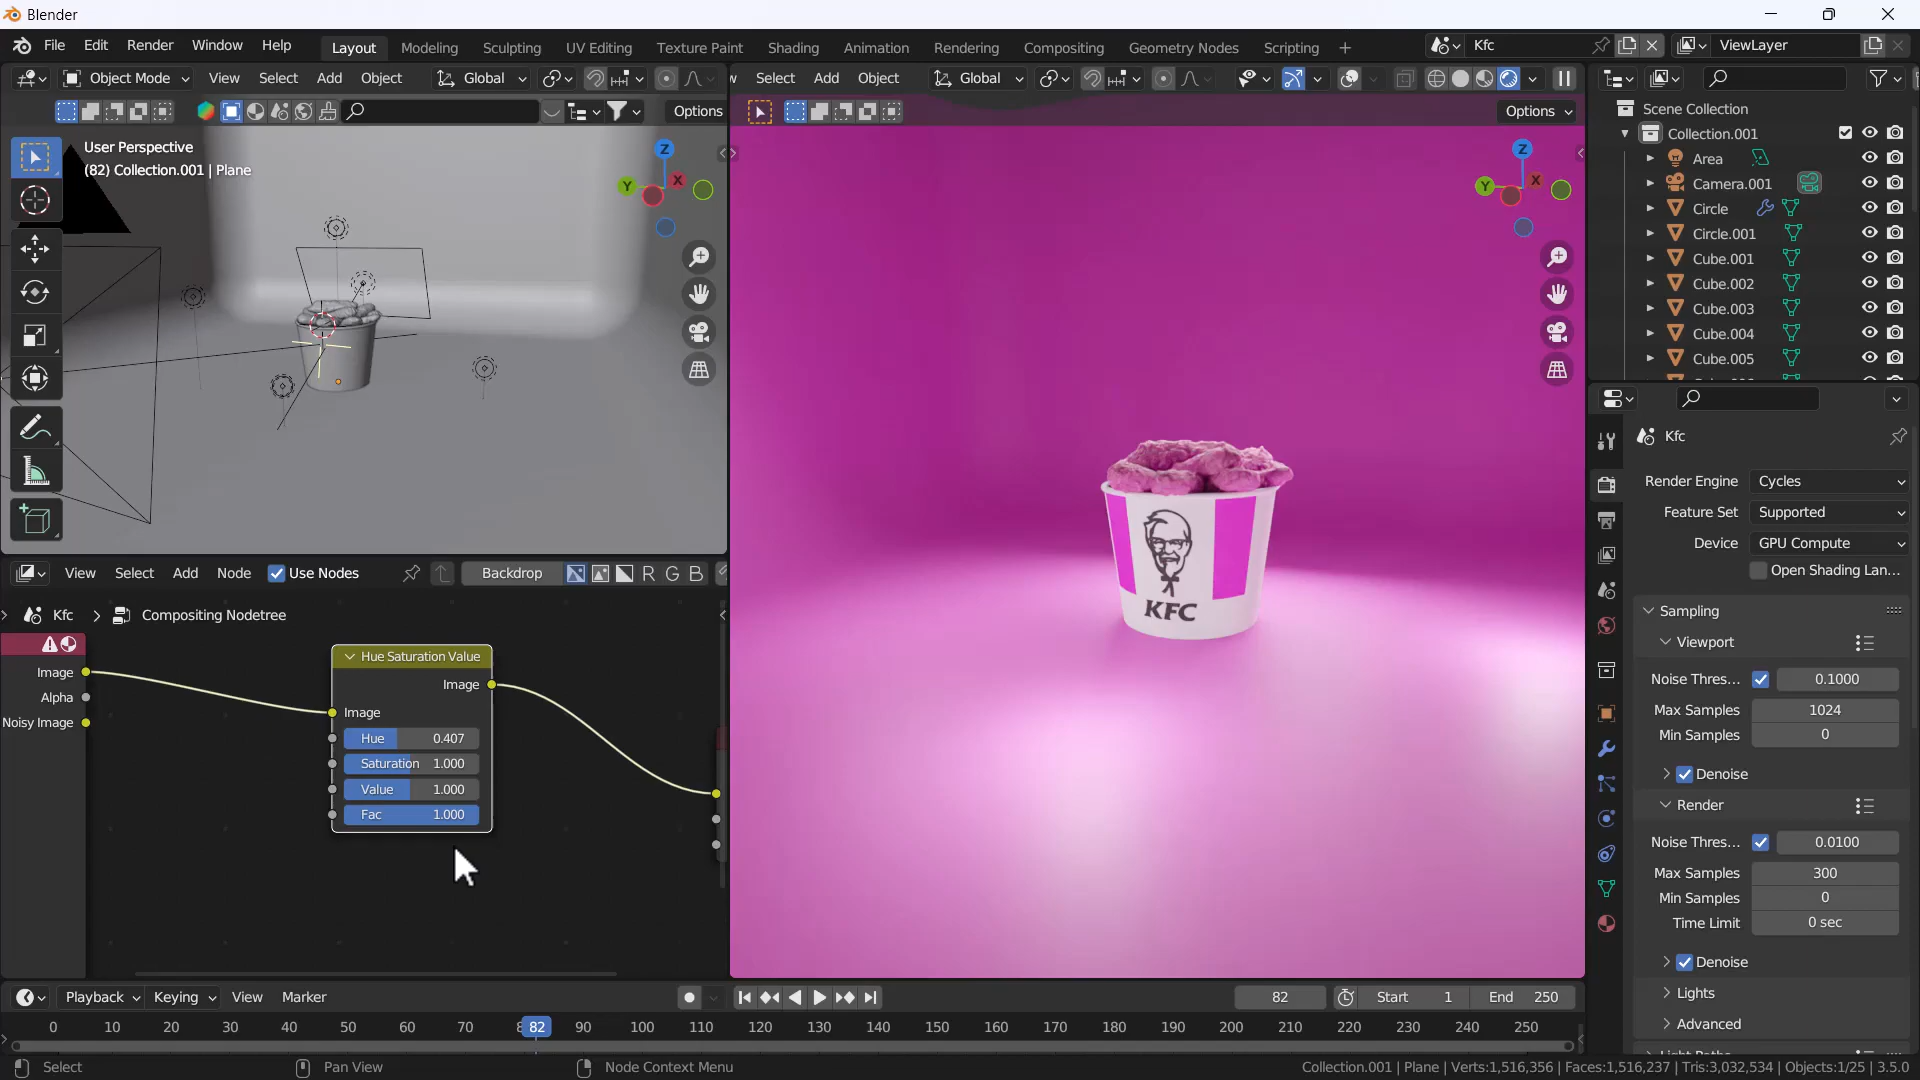 Blender
File Edit Render Window Help Layout Modeling Sculpting UV Editing Texture Paint Shading Animation Rendering Compositing Geometry Nodes Scripting + Kfc ViewLayer
Object Mode View Select Add Object Global Select Add Object Global
Options Options
User Perspective
(82) Collection.001 | Plane
Z Y X
Z Y X
Scene Collection
Collection.001
Area
Camera.001
Circle
Circle.001
Cube.001
Cube.002
Cube.003
Cube.004
Cube.005
Kfc
Render Engine Cycles
Feature Set Supported
Device GPU Compute
Open Shading Lan...
Sampling
Viewport
Noise Thres... 0.1000
Max Samples 1024
Min Samples 0
Denoise
Render
Noise Thres... 0.0100
Max Samples 300
Min Samples 0
Time Limit 0 sec
Denoise
Lights
Advanced
Light Paths
KFC
View Select Add Node Use Nodes Backdrop R G B
Kfc > Compositing Nodetree
Image
Alpha
Noisy Image
Hue Saturation Value
Image
Image
Hue 0.407
Saturation 1.000
Value 1.000
Fac 1.000
Playback Keying View Marker 82 Start 1 End 250
0 10 20 30 40 50 60 70 82 90 100 110 120 130 140 150 160 170 180 190 200 210 220 230 240 250
Select Pan View Node Context Menu Collection.001 | Plane | Verts:1,516,356 | Faces:1,516,237 | Tris:3,032,534 | Objects:1/25 | 3.5.0